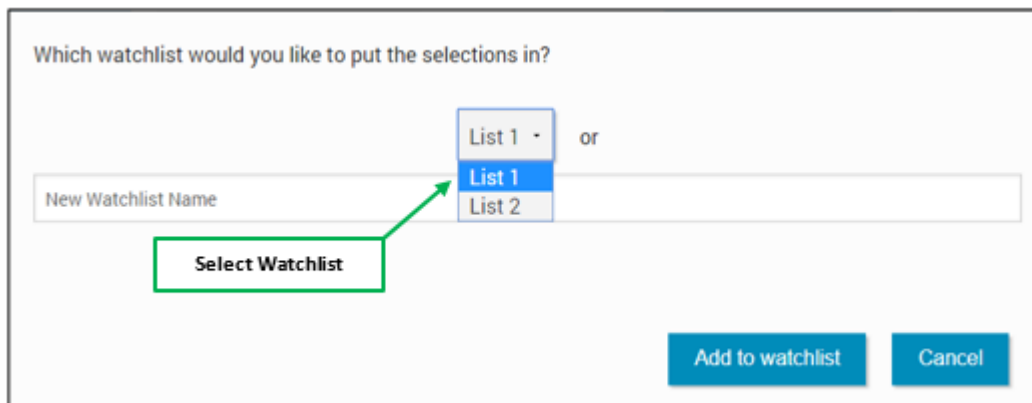 Which watchlist would you like to put the selections in?
List 1 or
List 1
List 2
New Watchlist Name
Select Watchlist
Add to watchlist Cancel